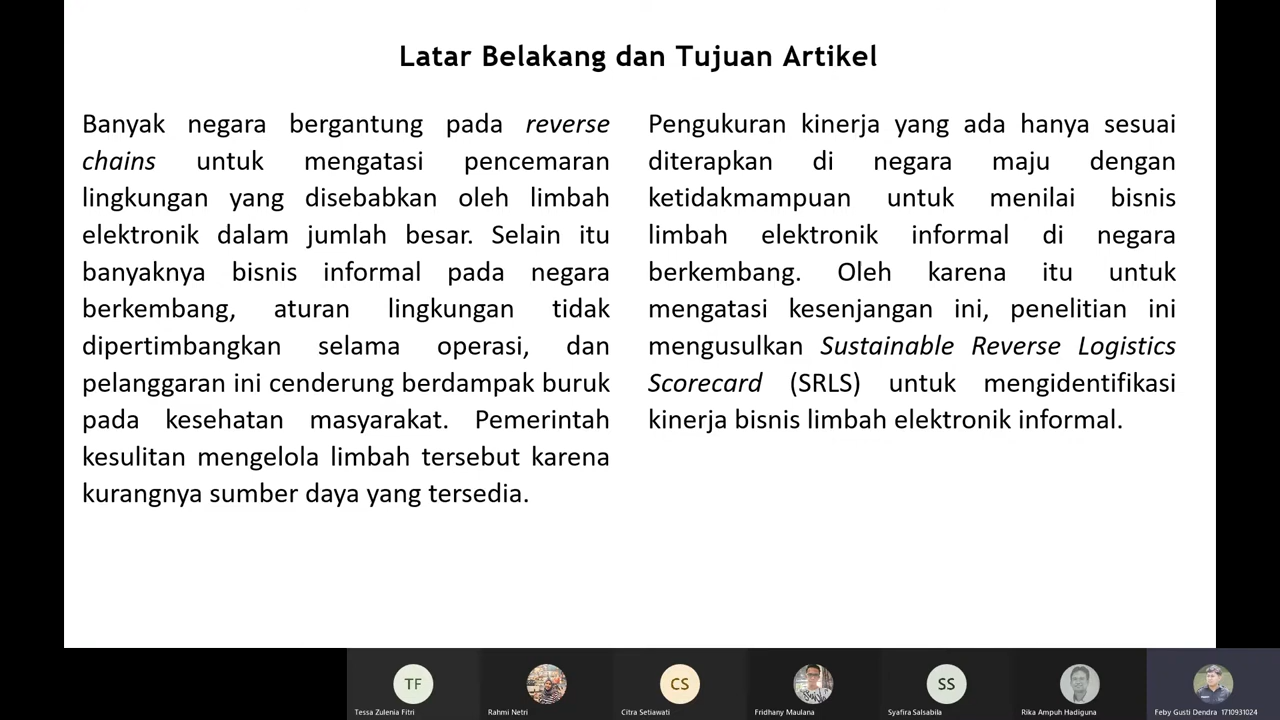 Latar Belakang dan Tujuan Artikel
Banyak negara bergantung pada reverse
chains untuk mengatasi pencemaran
lingkungan yang disebabkan oleh limbah
elektronik dalam jumlah besar. Selain itu
banyaknya bisnis informal pada negara
berkembang, aturan lingkungan tidak
dipertimbangkan selama operasi, dan
pelanggaran ini cenderung berdampak buruk
pada kesehatan masyarakat. Pemerintah
kesulitan mengelola limbah tersebut karena
kurangnya sumber daya yang tersedia.
Pengukuran kinerja yang ada hanya sesuai
diterapkan di negara maju dengan
ketidakmampuan untuk menilai bisnis
limbah elektronik informal di negara
berkembang. Oleh karena itu untuk
mengatasi kesenjangan ini, penelitian ini
mengusulkan Sustainable Reverse Logistics
Scorecard (SRLS) untuk mengidentifikasi
kinerja bisnis limbah elektronik informal.
TF
CS
SS
Tessa Zulenia Fitri
Rahmi Netri
Citra Setiawati
Fridhany Maulana
Syafira Salsabila
Rika Ampuh Hadiguna
Feby Gusti Dendra 1710931024